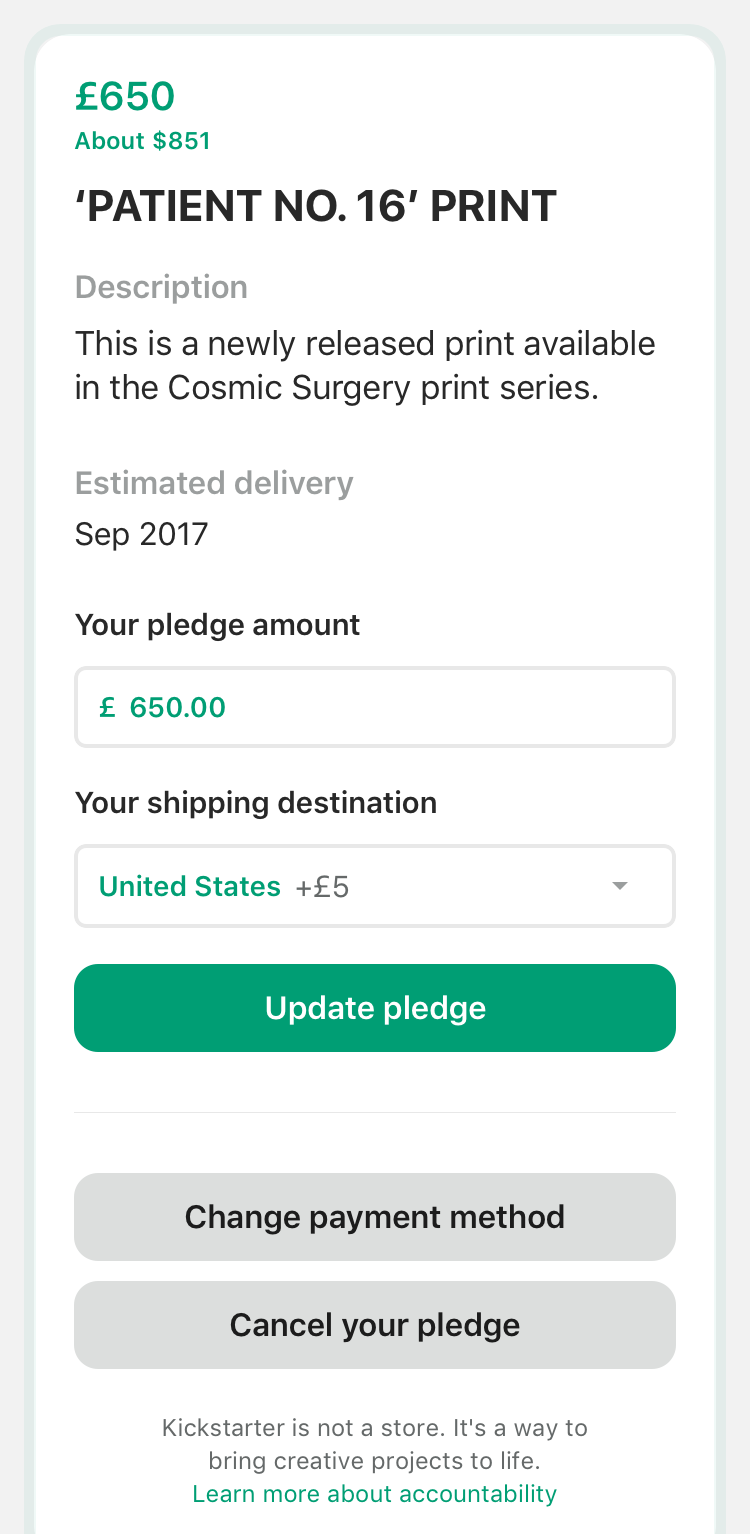 £650
About $851
‘PATIENT NO. 16’ PRINT
Description
This is a newly released print available
in the Cosmic Surgery print series.
Estimated delivery
Sep 2017
Your pledge amount
£ 650.00
Your shipping destination
United States +£5
Update pledge
Change payment method
Cancel your pledge
Kickstarter is not a store. It's a way to
bring creative projects to life.
Learn more about accountability